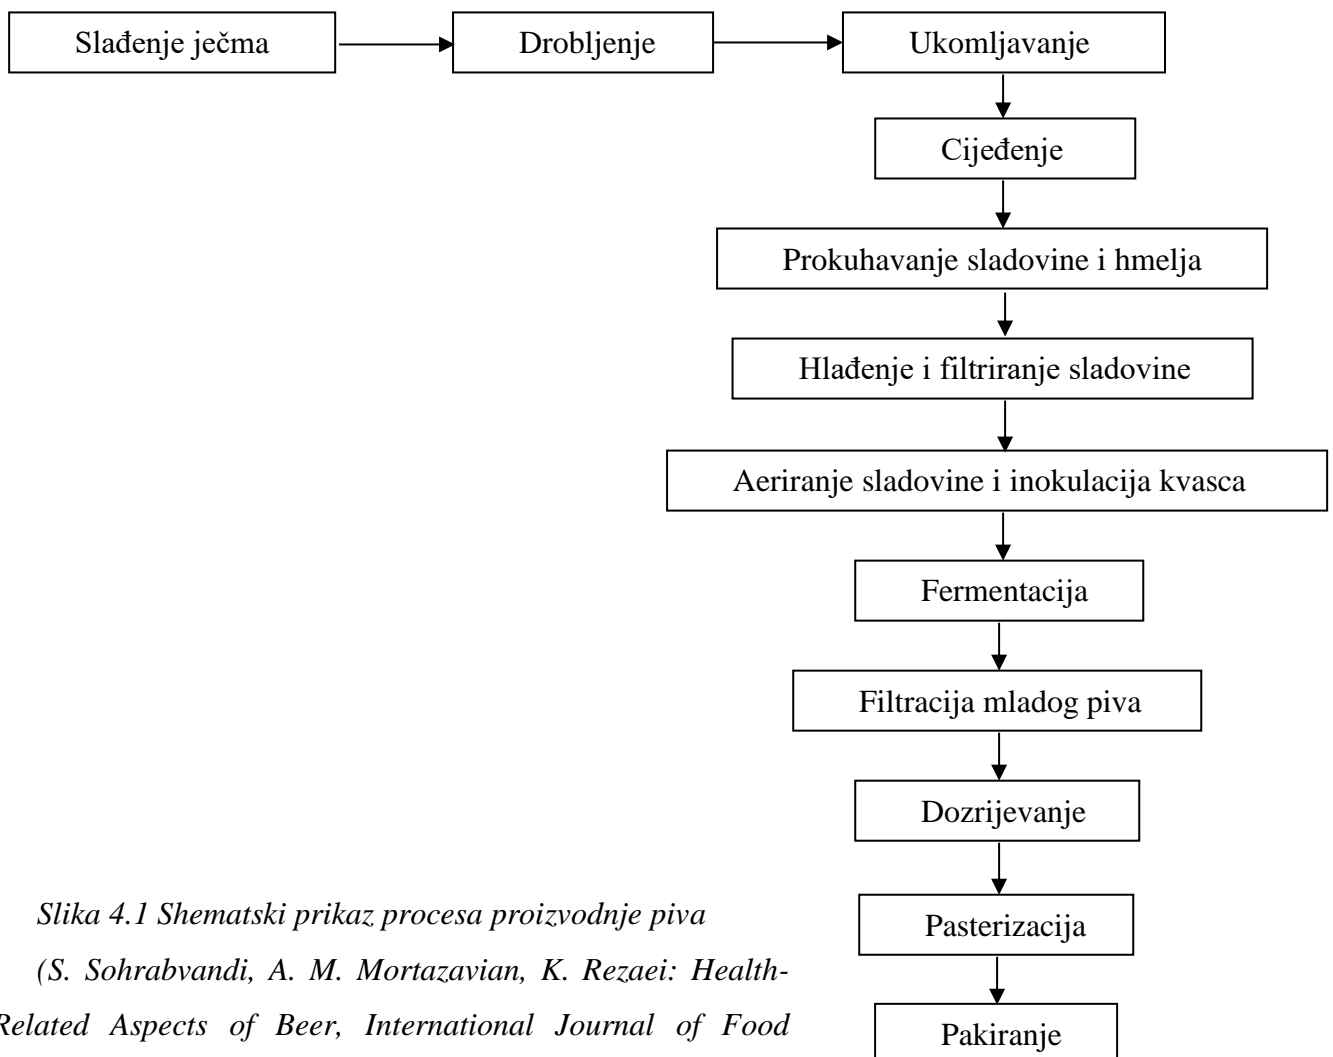 Slađenje ječma
Drobljenje
Ukomljavanje
Cijeđenje
Prokuhavanje sladovine i hmelja
Hlađenje i filtriranje sladovine
Aeriranje sladovine i inokulacija kvasca
Fermentacija
Filtracija mladog piva
Dozrijevanje
Pasterizacija
Pakiranje
Slika 4.1 Shematski prikaz procesa proizvodnje piva
(S. Sohrabvandi, A. M. Mortazavian, K. Rezaei: Health-
Related Aspects of Beer, International Journal of Food